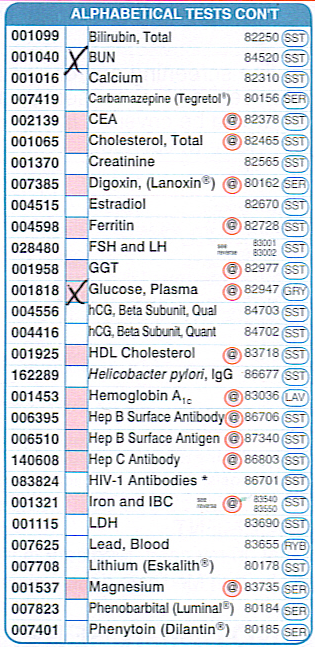 ALPHABETICAL TESTS CON'T
001099 Bilirubin, Total 82250 SST
001040 X BUN 84520 SST
001016 Calcium 82310 SST
007419 Carbamazepine (Tegretol®) 80156 SER
002139 CEA @ 82378 SST
001065 Cholesterol, Total @ 82465 SST
001370 Creatinine 82565 SST
007385 Digoxin, (Lanoxin®) @ 80162 SER
004515 Estradiol 82670 SST
004598 Ferritin @ 82728 SST
028480 FSH and LH see reverse 83001 83002 SST
001958 GGT @ 82977 SST
001818 X Glucose, Plasma @ 82947 GRY
004556 hCG, Beta Subunit, Qual 84703 SST
004416 hCG, Beta Subunit, Quant 84702 SST
001925 HDL Cholesterol @ 83718 SST
162289 Helicobacter pylori, IgG 86677 SST
001453 Hemoglobin A1c @ 83036 LAV
006395 Hep B Surface Antibody @ 86706 SST
006510 Hep B Surface Antigen @ 87340 SST
140608 Hep C Antibody @ 86803 SST
083824 HIV-1 Antibodies * 86701 SST
001321 Iron and IBC see reverse @ 83540 83550 SST
001115 LDH 83690 SST
007625 Lead, Blood 83655 RYB
007708 Lithium (Eskalith®) 80178 SST
001537 Magnesium @ 83735 SER
007823 Phenobarbital (Luminal®) 80184 SER
007401 Phenytoin (Dilantin®) 80185 SER